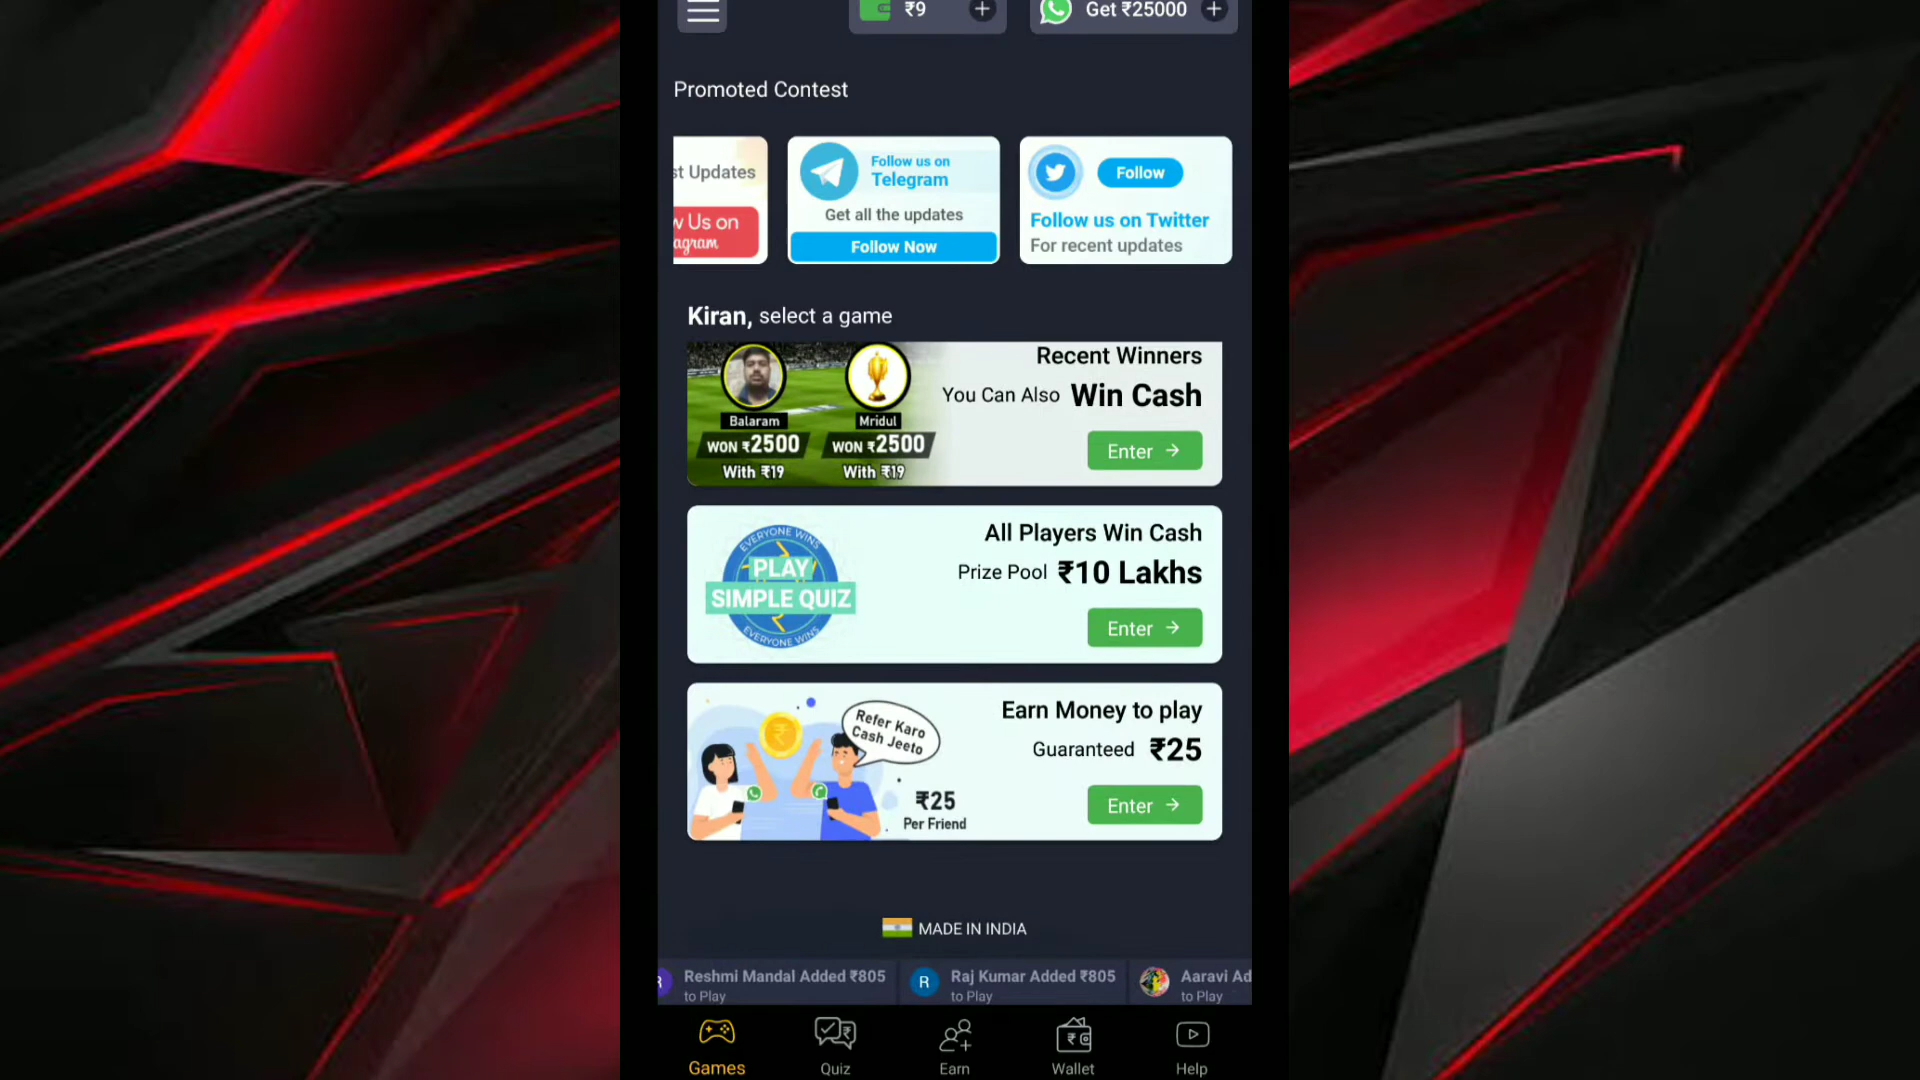 ₹9 +
Get ₹25000 +
Promoted Contest
st Updates
w Us on
agram
Follow us on
Telegram
Get all the updates
Follow Now
Follow
Follow us on Twitter
For recent updates
Kiran, select a game
Balaram
WON ₹2500
With ₹19
Mridul
WON ₹2500
With ₹19
Recent Winners
You Can Also Win Cash
Enter →
EVERYONE WINS
PLAY
SIMPLE QUIZ
EVERYONE WINS
All Players Win Cash
Prize Pool ₹10 Lakhs
Enter →
Refer Karo
Cash Jeeto
₹25
Per Friend
Earn Money to play
Guaranteed ₹25
Enter →
MADE IN INDIA
R
Reshmi Mandal Added ₹805
to Play
R
Raj Kumar Added ₹805
to Play
Aaravi Ad
to Play
Games
Quiz
Earn
Wallet
Help